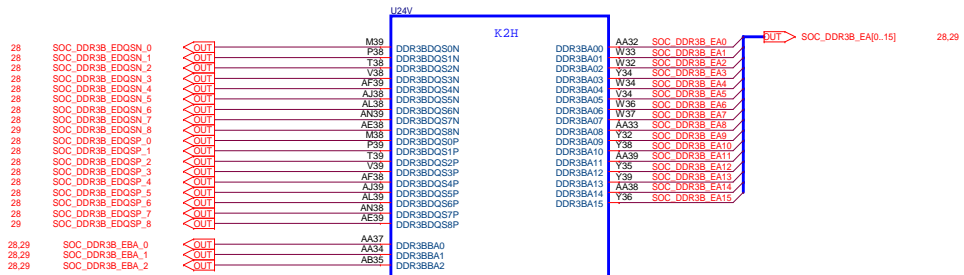 U24V
K2H
28 SOC_DDR3B_EDQSN_0 OUT M39 DDR3BDQS0N DDR3BA00 AA32 SOC_DDR3B_EA0 OUT SOC_DDR3B_EA[0..15] 28,29
28 SOC_DDR3B_EDQSN_1 OUT P38 DDR3BDQS1N DDR3BA01 W33 SOC_DDR3B_EA1
28 SOC_DDR3B_EDQSN_2 OUT T38 DDR3BDQS2N DDR3BA02 W32 SOC_DDR3B_EA2
28 SOC_DDR3B_EDQSN_3 OUT V38 DDR3BDQS3N DDR3BA03 Y34 SOC_DDR3B_EA3
28 SOC_DDR3B_EDQSN_4 OUT AF39 DDR3BDQS4N DDR3BA04 W34 SOC_DDR3B_EA4
28 SOC_DDR3B_EDQSN_5 OUT AJ38 DDR3BDQS5N DDR3BA05 V34 SOC_DDR3B_EA5
28 SOC_DDR3B_EDQSN_6 OUT AL38 DDR3BDQS6N DDR3BA06 W36 SOC_DDR3B_EA6
28 SOC_DDR3B_EDQSN_7 OUT AN39 DDR3BDQS7N DDR3BA07 W37 SOC_DDR3B_EA7
29 SOC_DDR3B_EDQSN_8 OUT AE38 DDR3BDQS8N DDR3BA08 AA33 SOC_DDR3B_EA8
28 SOC_DDR3B_EDQSP_0 OUT M38 DDR3BDQS0P DDR3BA09 Y32 SOC_DDR3B_EA9
28 SOC_DDR3B_EDQSP_1 OUT P39 DDR3BDQS1P DDR3BA10 Y38 SOC_DDR3B_EA10
28 SOC_DDR3B_EDQSP_2 OUT T39 DDR3BDQS2P DDR3BA11 AA39 SOC_DDR3B_EA11
28 SOC_DDR3B_EDQSP_3 OUT V39 DDR3BDQS3P DDR3BA12 Y35 SOC_DDR3B_EA12
28 SOC_DDR3B_EDQSP_4 OUT AF38 DDR3BDQS4P DDR3BA13 Y39 SOC_DDR3B_EA13
28 SOC_DDR3B_EDQSP_5 OUT AJ39 DDR3BDQS5P DDR3BA14 AA38 SOC_DDR3B_EA14
28 SOC_DDR3B_EDQSP_6 OUT AL39 DDR3BDQS6P DDR3BA15 Y36 SOC_DDR3B_EA15
28 SOC_DDR3B_EDQSP_7 OUT AN38 DDR3BDQS7P
29 SOC_DDR3B_EDQSP_8 OUT AE39 DDR3BDQS8P
28,29 SOC_DDR3B_EBA_0 OUT AA37 DDR3BBA0
28,29 SOC_DDR3B_EBA_1 OUT AA34 DDR3BBA1
28,29 SOC_DDR3B_EBA_2 OUT AB35 DDR3BBA2